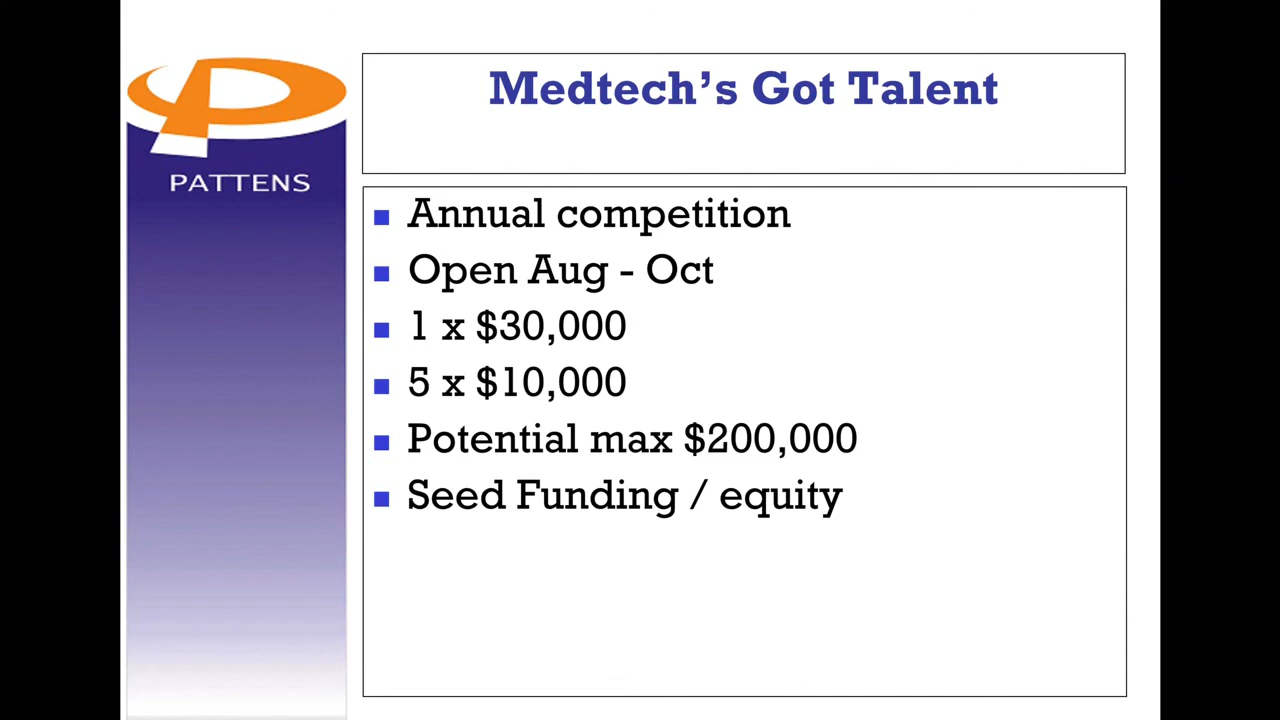 Medtech's Got Talent
PATTENS
Annual competition
Open Aug - Oct
1 x $30,000
5 x $10,000
Potential max $200,000
Seed Funding / equity